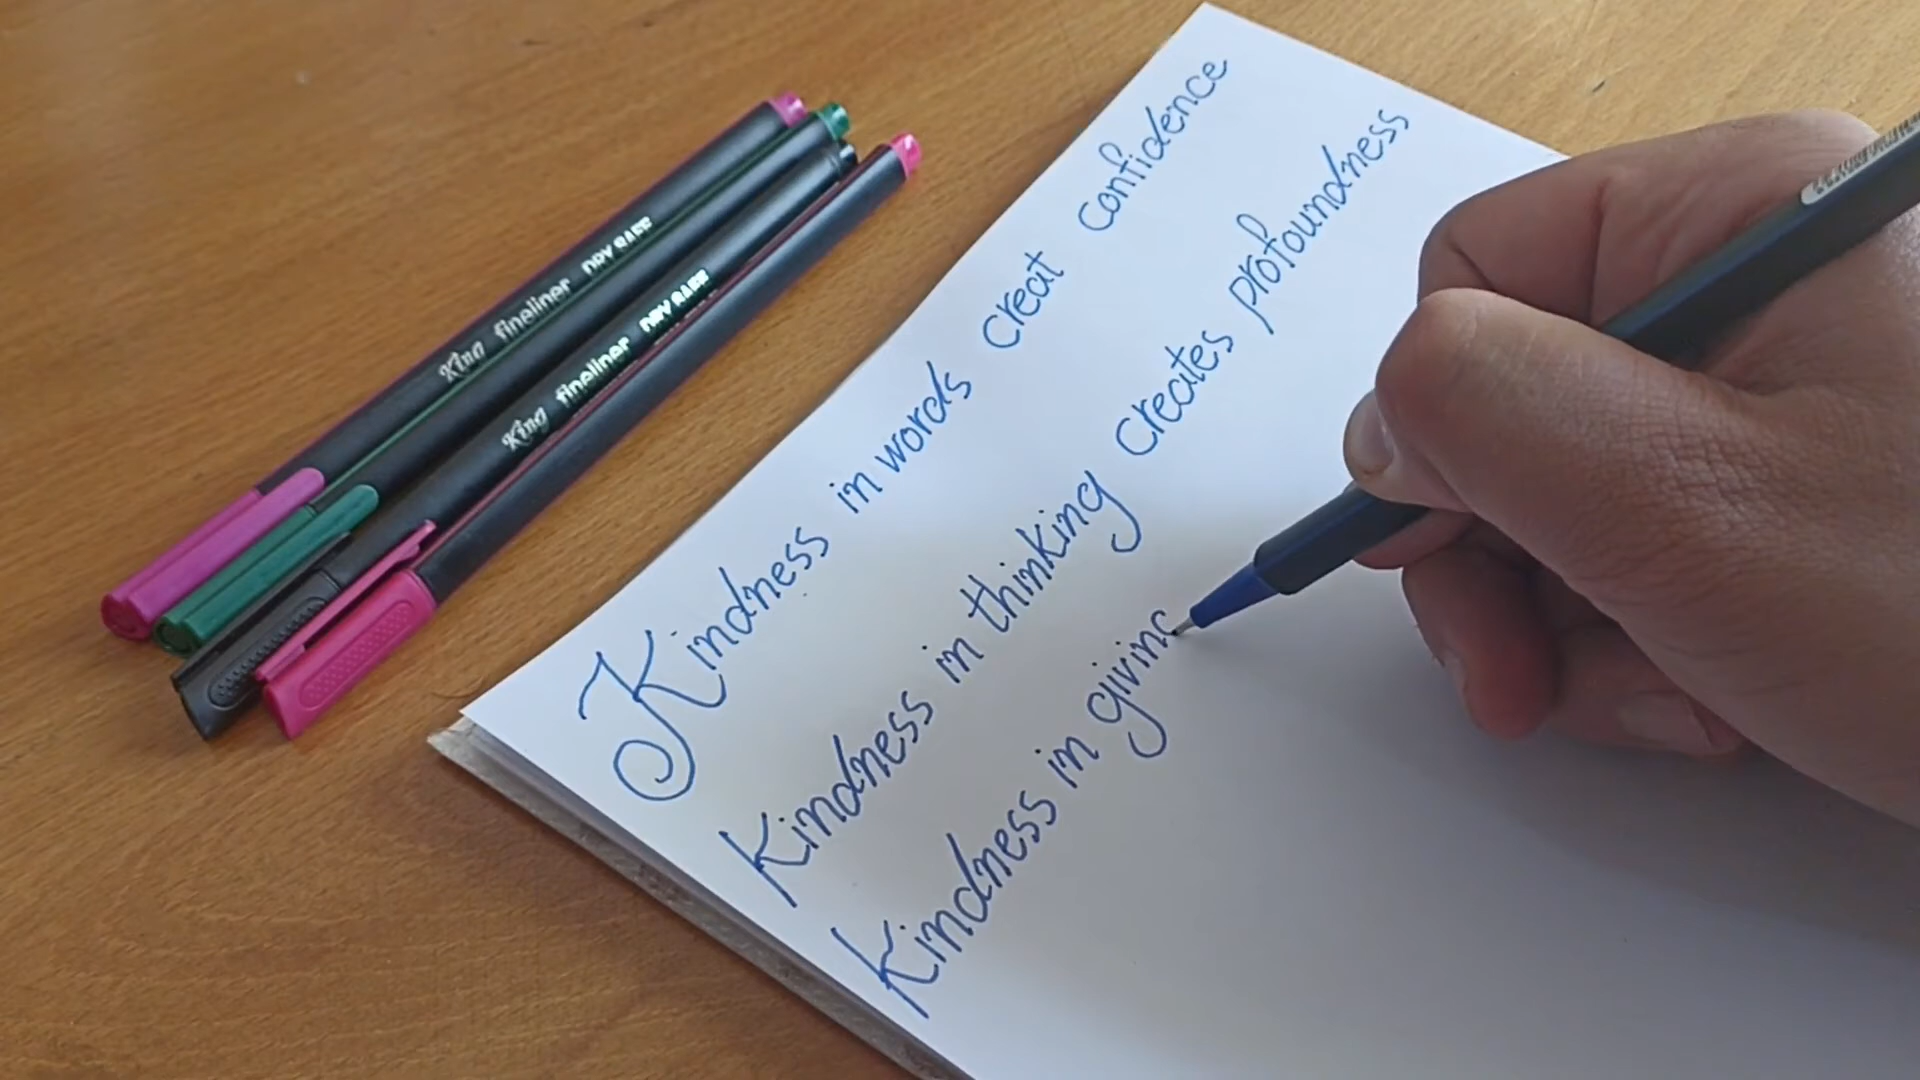 Kindness in words creat confidence
Kindness in thinking creates profoundness
Kindness in givinc
King fineliner DRY SAFE
King fineliner DRY SAFE